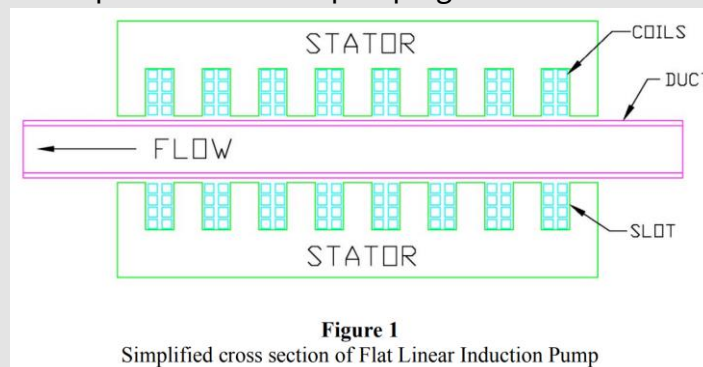 STATOR
COILS
DUCT
FLOW
SLOT
STATOR
Figure 1
Simplified cross section of Flat Linear Induction Pump